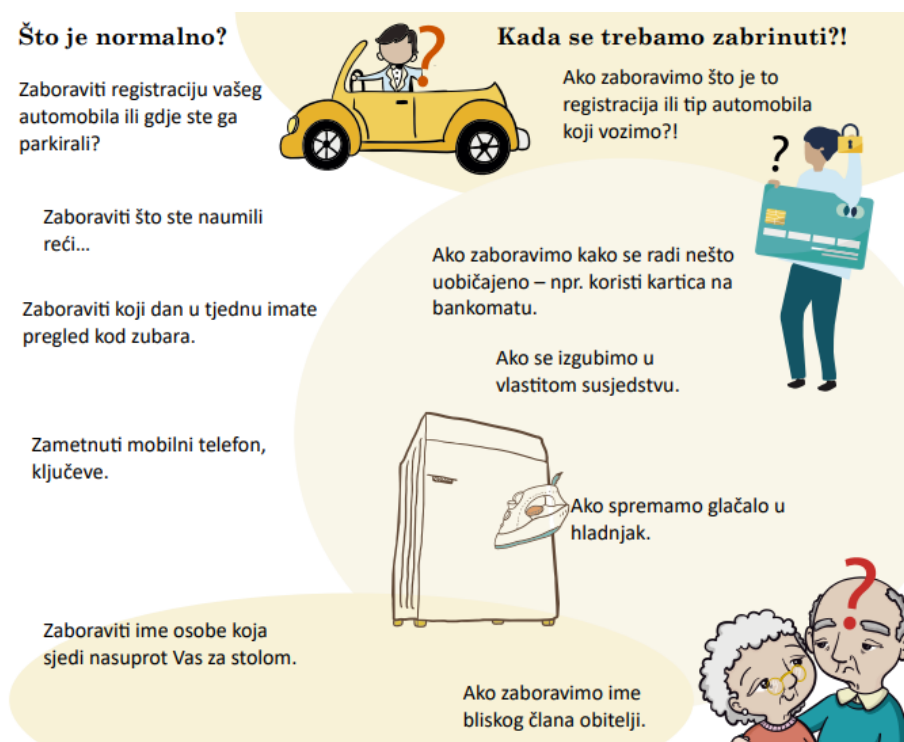 Što je normalno?
Zaboraviti registraciju vašeg
automobila ili gdje ste ga
parkirali?
Zaboraviti što ste naumili
reći...
Zaboraviti koji dan u tjednu imate
pregled kod zubara.
Zametnuti mobilni telefon,
ključeve.
Zaboraviti ime osobe koja
sjedi nasuprot Vas za stolom.
Kada se trebamo zabrinuti?!
Ako zaboravimo što je to
registracija ili tip automobila
koji vozimo?!
Ako zaboravimo kako se radi nešto
uobičajeno – npr. koristi kartica na
bankomatu.
Ako se izgubimo u
vlastitom susjedstvu.
Ako spremamo glačalo u
hladnjak.
Ako zaboravimo ime
bliskog člana obitelji.